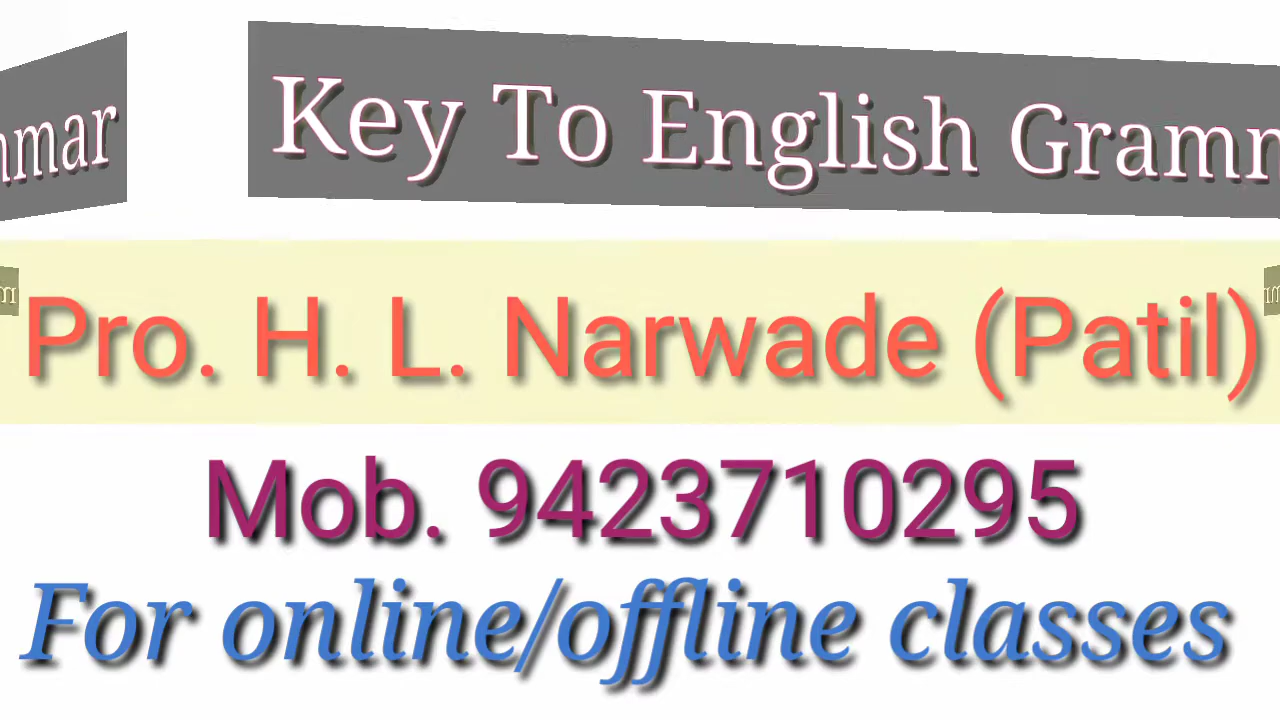 mmar
Key To English Gramm
Pro. H. L. Narwade (Patil)
Mob. 9423710295
For online/offline classes